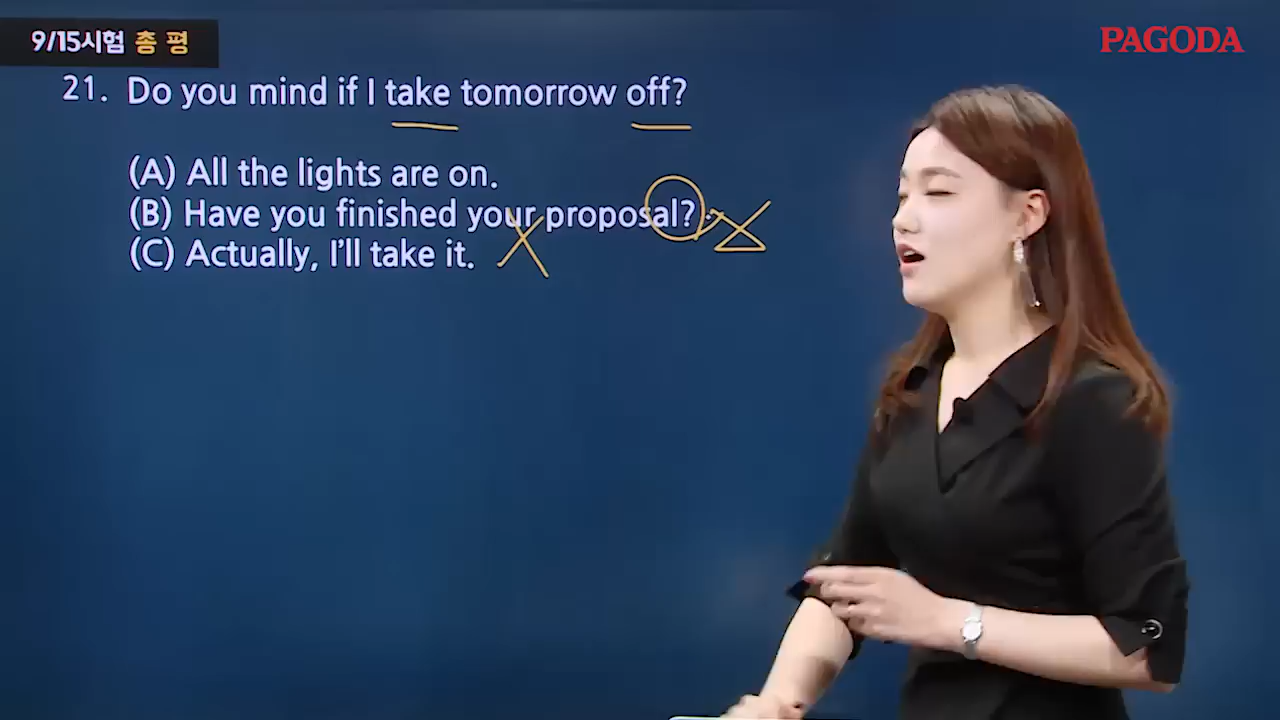 9/15시험 총평
PAGODA
21. Do you mind if I take tomorrow off?
(A) All the lights are on.
(B) Have you finished your proposal?
(C) Actually, I'll take it.